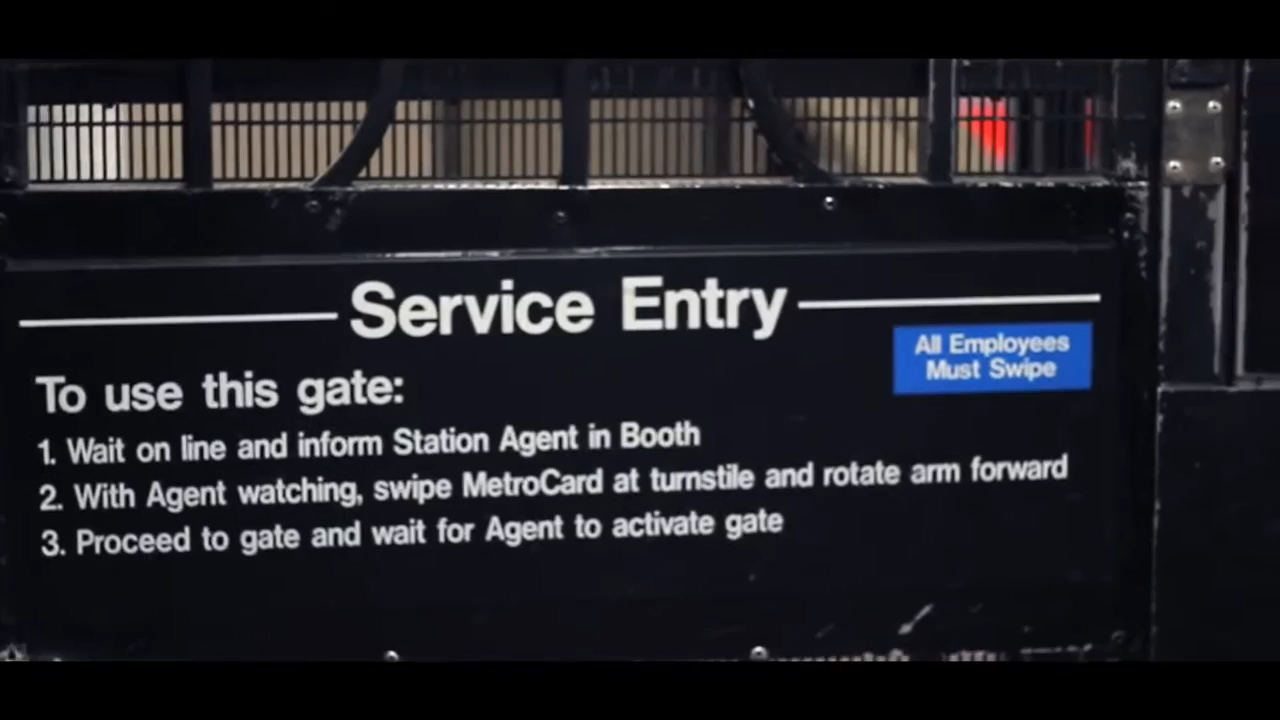 Service Entry
All Employees
Must Swipe
To use this gate:
1. Wait on line and inform Station Agent in Booth
2. With Agent watching, swipe MetroCard at turnstile and rotate arm forward
3. Proceed to gate and wait for Agent to activate gate